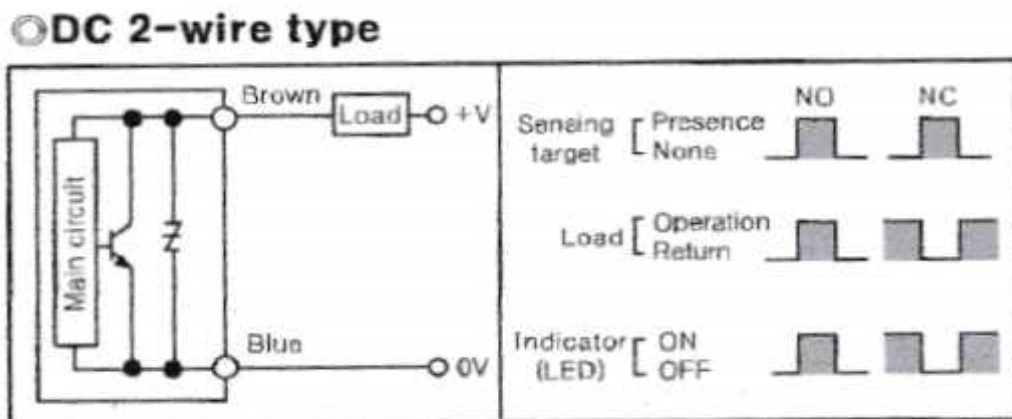 DC 2-wire type
Brown
Load
+V
Main circuit
Blue
0V
NO NC
Sensing target
Presence
None
Load
Operation
Return
Indicator (LED)
ON
OFF